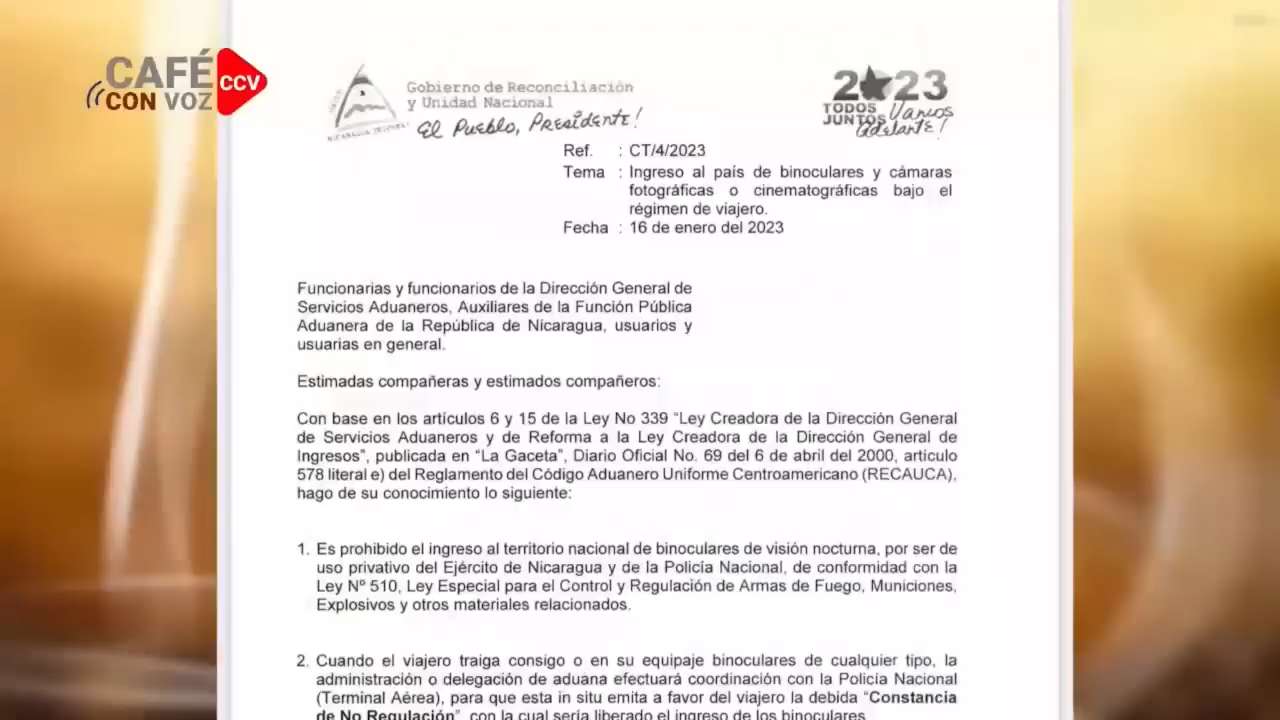 CAFÉ
CON VOZ
CCV
Gobierno de Reconciliación
y Unidad Nacional
El Pueblo, Presidente!
2023
TODOS
JUNTOS Vamos
adelante!
Ref. : CT/4/2023
Tema : Ingreso al país de binoculares y cámaras
fotográficas o cinematográficas bajo el
régimen de viajero.
Fecha : 16 de enero del 2023
Funcionarias y funcionarios de la Dirección General de
Servicios Aduaneros, Auxiliares de la Función Pública
Aduanera de la República de Nicaragua, usuarios y
usuarias en general.
Estimadas compañeras y estimados compañeros:
Con base en los artículos 6 y 15 de la Ley No 339 “Ley Creadora de la Dirección General
de Servicios Aduaneros y de Reforma a la Ley Creadora de la Dirección General de
Ingresos”, publicada en “La Gaceta”, Diario Oficial No. 69 del 6 de abril del 2000, artículo
578 literal e) del Reglamento del Código Aduanero Uniforme Centroamericano (RECAUCA),
hago de su conocimiento lo siguiente:
1. Es prohibido el ingreso al territorio nacional de binoculares de visión nocturna, por ser de
uso privativo del Ejército de Nicaragua y de la Policía Nacional, de conformidad con la
Ley Nº 510, Ley Especial para el Control y Regulación de Armas de Fuego, Municiones,
Explosivos y otros materiales relacionados.
2. Cuando el viajero traiga consigo o en su equipaje binoculares de cualquier tipo, la
administración o delegación de aduana efectuará coordinación con la Policía Nacional
(Terminal Aérea), para que esta in situ emita a favor del viajero la debida “Constancia
de No Regulación”, con la cual sería liberado el ingreso de los binoculares